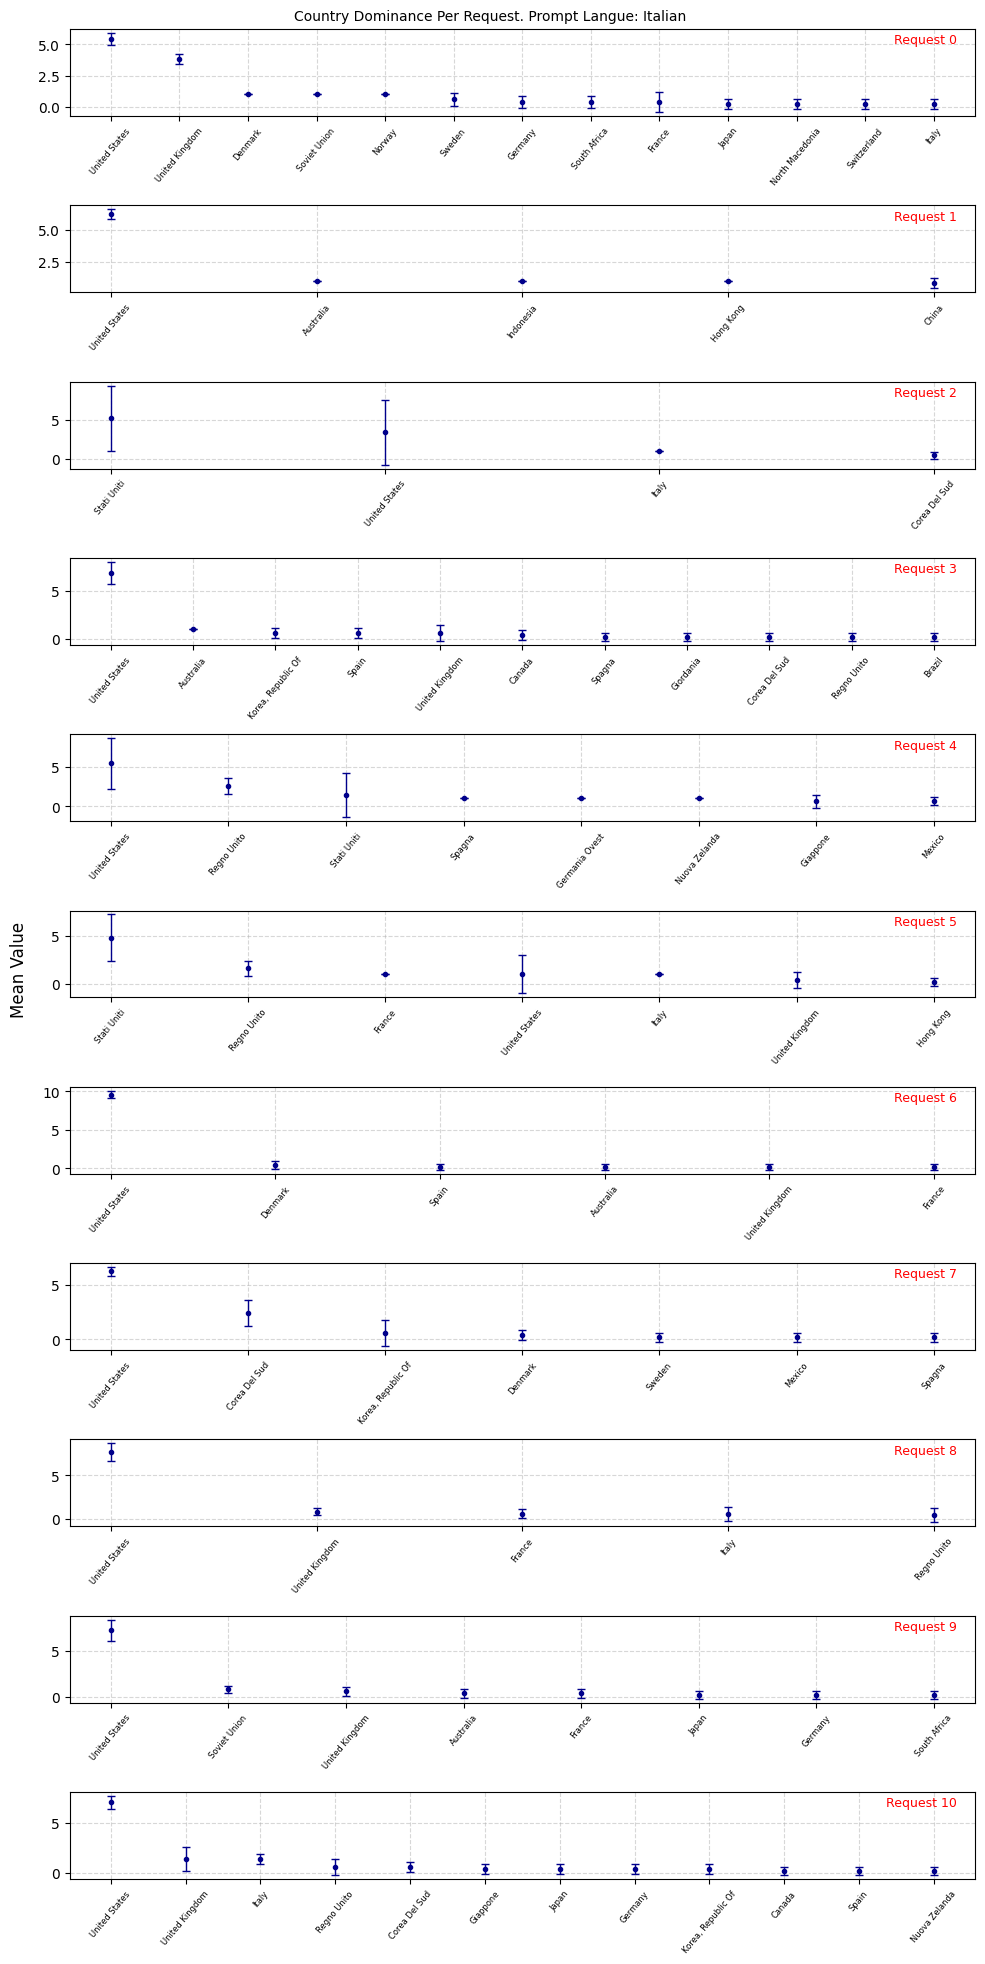 Country Dominance Per Request. Prompt Langue: Italian
Request 0
5.0
2.5
0.0
United States United Kingdom Denmark Soviet Union Norway Sweden Germany South Africa France Japan North Macedonia Switzerland Italy
Request 1
5.0
2.5
United States Australia Indonesia Hong Kong China
Request 2
5
0
Stati Uniti United States Italy Corea Del Sud
Request 3
5
0
United States Australia Korea, Republic Of Spain United Kingdom Canada Spagna Giordania Corea Del Sud Regno Unito Brazil
Request 4
5
0
United States Regno Unito Stati Uniti Spagna Germania Ovest Nuova Zelanda Giappone Mexico
Mean Value
Request 5
5
0
Stati Uniti Regno Unito France United States Italy United Kingdom Hong Kong
Request 6
10
5
0
United States Denmark Spain Australia United Kingdom France
Request 7
5
0
United States Corea Del Sud Korea, Republic Of Denmark Sweden Mexico Spagna
Request 8
5
0
United States United Kingdom France Italy Regno Unito
Request 9
5
0
United States Soviet Union United Kingdom Australia France Japan Germany South Africa
Request 10
5
0
United States United Kingdom Italy Regno Unito Corea Del Sud Giappone Japan Germany Korea, Republic Of Canada Spain Nuova Zelanda